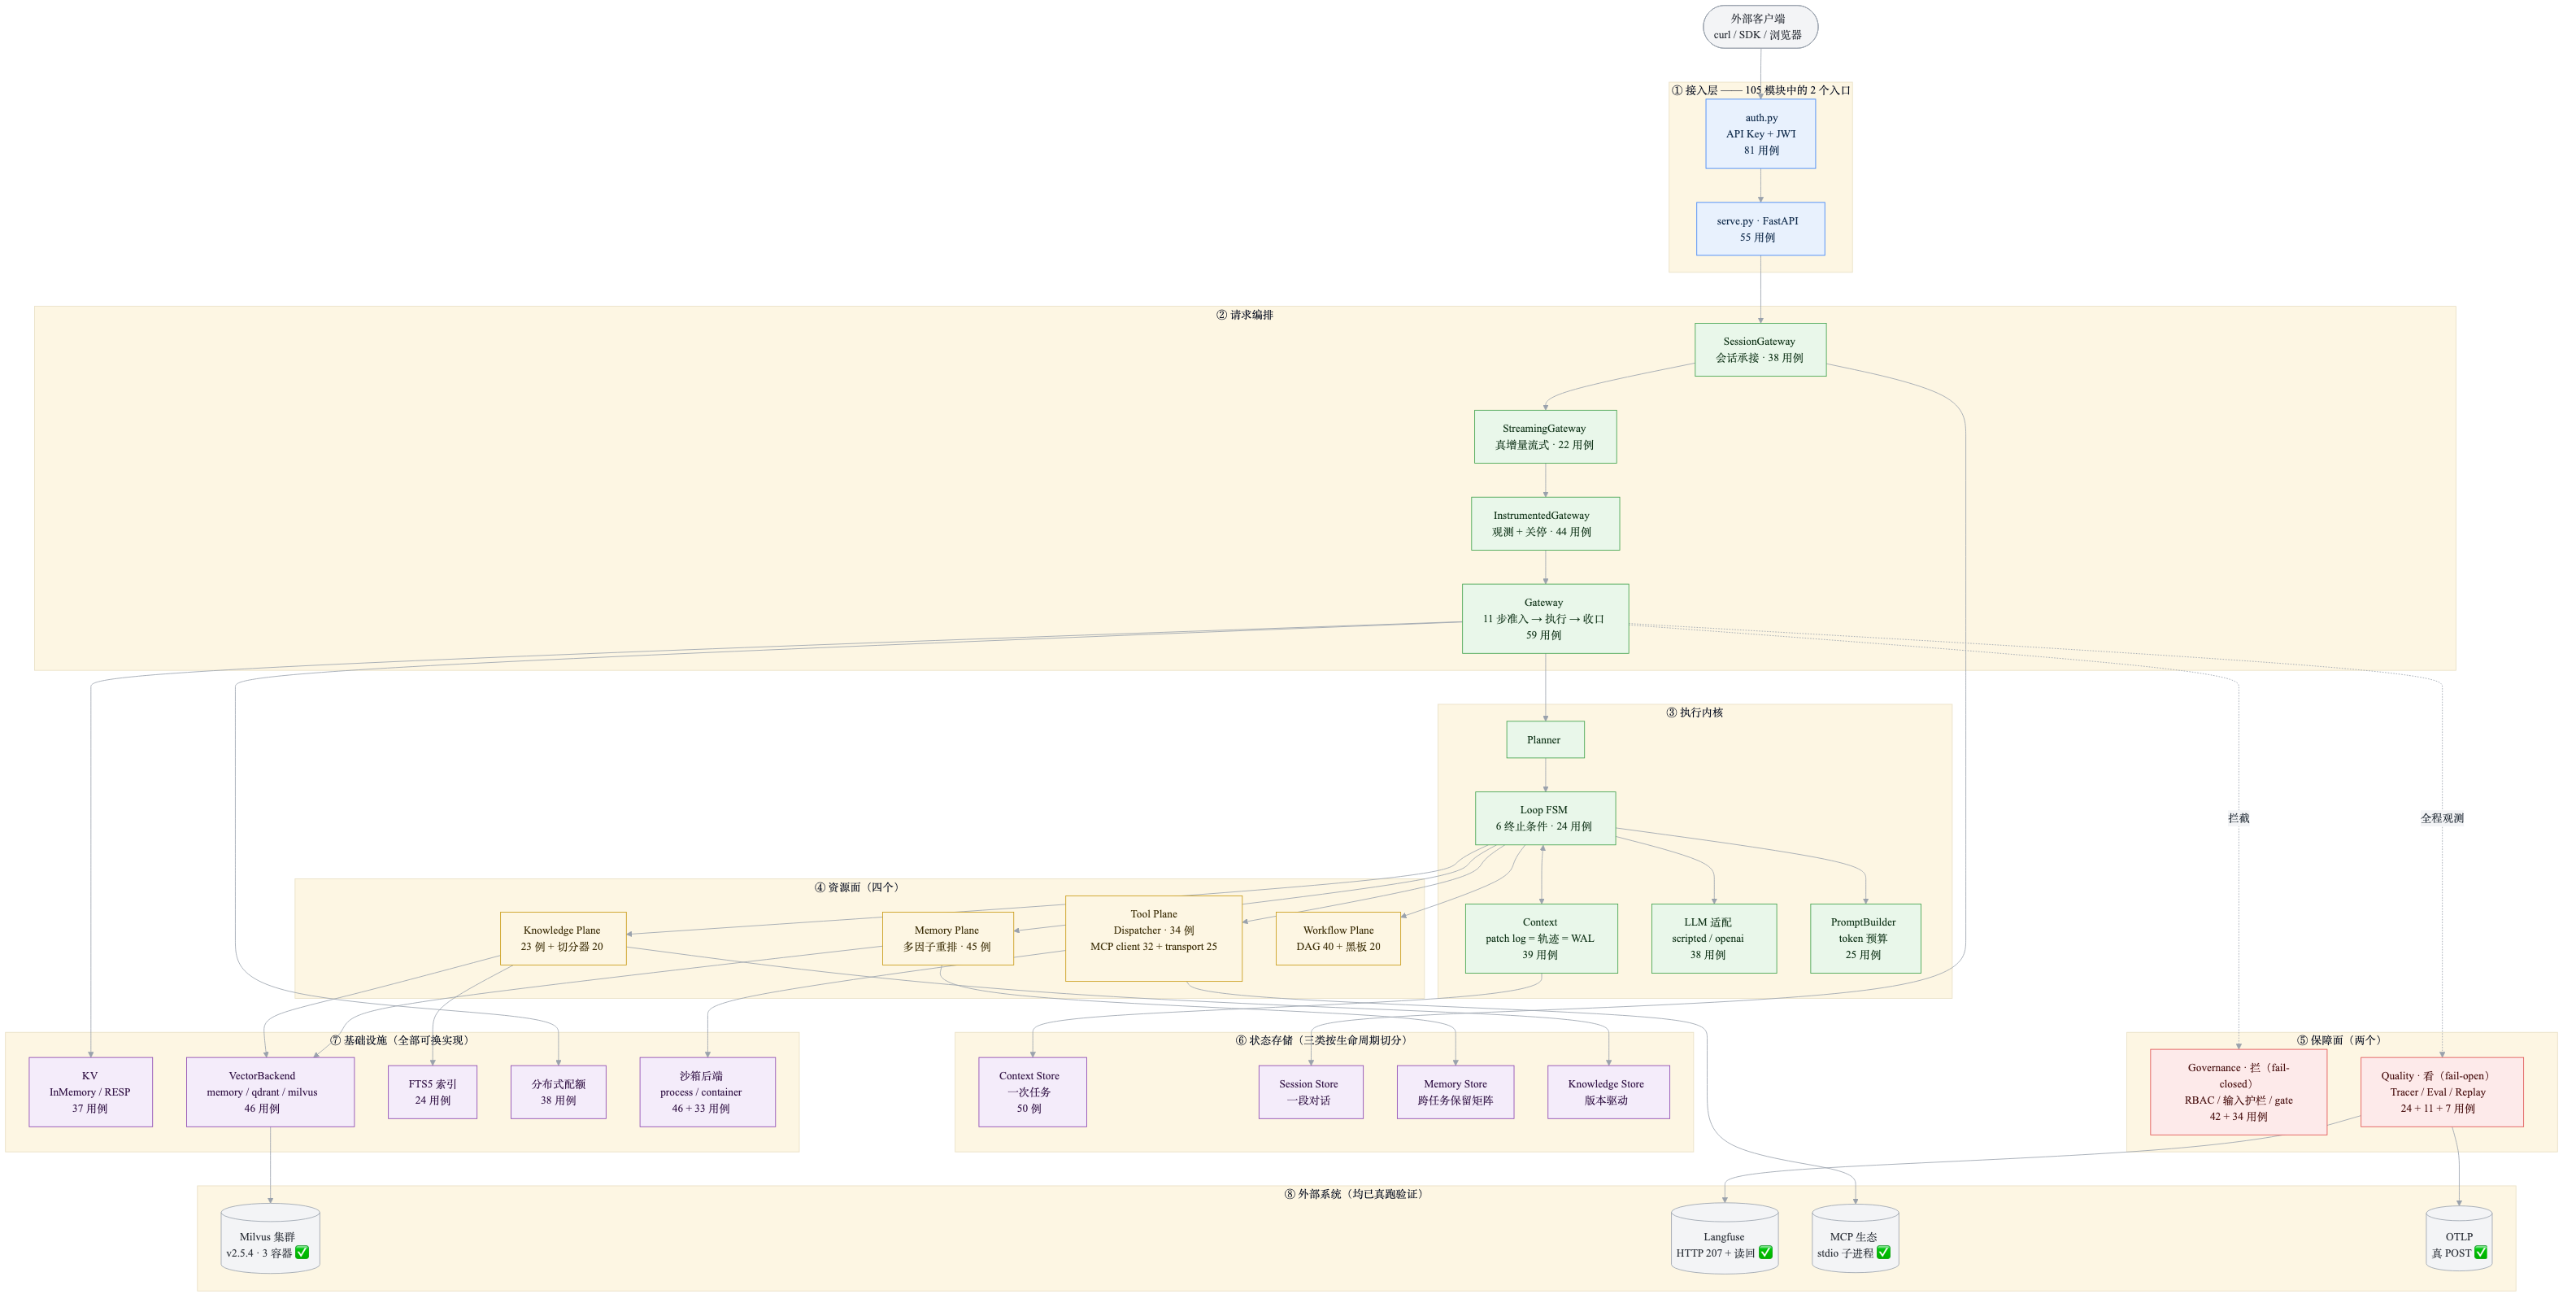 外部客户端
curl / SDK / 浏览器
① 接入层 —— 105 模块中的 2 个入口
auth.py
API Key + JWT
81 用例
serve.py · FastAPI
55 用例
② 请求编排
SessionGateway
会话承接 · 38 用例
StreamingGateway
真增量流式 · 22 用例
InstrumentedGateway
观测 + 关停 · 44 用例
Gateway
11 步准入 → 执行 → 收口
59 用例
③ 执行内核
Planner
Loop FSM
6 终止条件 · 24 用例
拦截
全程观测
Context
patch log = 轨迹 = WAL
39 用例
LLM 适配
scripted / openai
38 用例
PromptBuilder
token 预算
25 用例
④ 资源面（四个）
Knowledge Plane
23 例 + 切分器 20
Memory Plane
多因子重排 · 45 例
Tool Plane
Dispatcher · 34 例
MCP client 32 + transport 25
Workflow Plane
DAG 40 + 黑板 20
⑦ 基础设施（全部可换实现）
KV
InMemory / RESP
37 用例
VectorBackend
memory / qdrant / milvus
46 用例
FTS5 索引
24 用例
分布式配额
38 用例
沙箱后端
process / container
46 + 33 用例
⑥ 状态存储（三类按生命周期切分）
Context Store
一次任务
50 例
Session Store
一段对话
Memory Store
跨任务保留矩阵
Knowledge Store
版本驱动
⑤ 保障面（两个）
Governance · 拦（fail-
closed）
RBAC / 输入护栏 / gate
42 + 34 用例
Quality · 看（fail-open）
Tracer / Eval / Replay
24 + 11 + 7 用例
⑧ 外部系统（均已真跑验证）
Milvus 集群
v2.5.4 · 3 容器 ✅
Langfuse
HTTP 207 + 读回 ✅
MCP 生态
stdio 子进程 ✅
OTLP
真 POST ✅